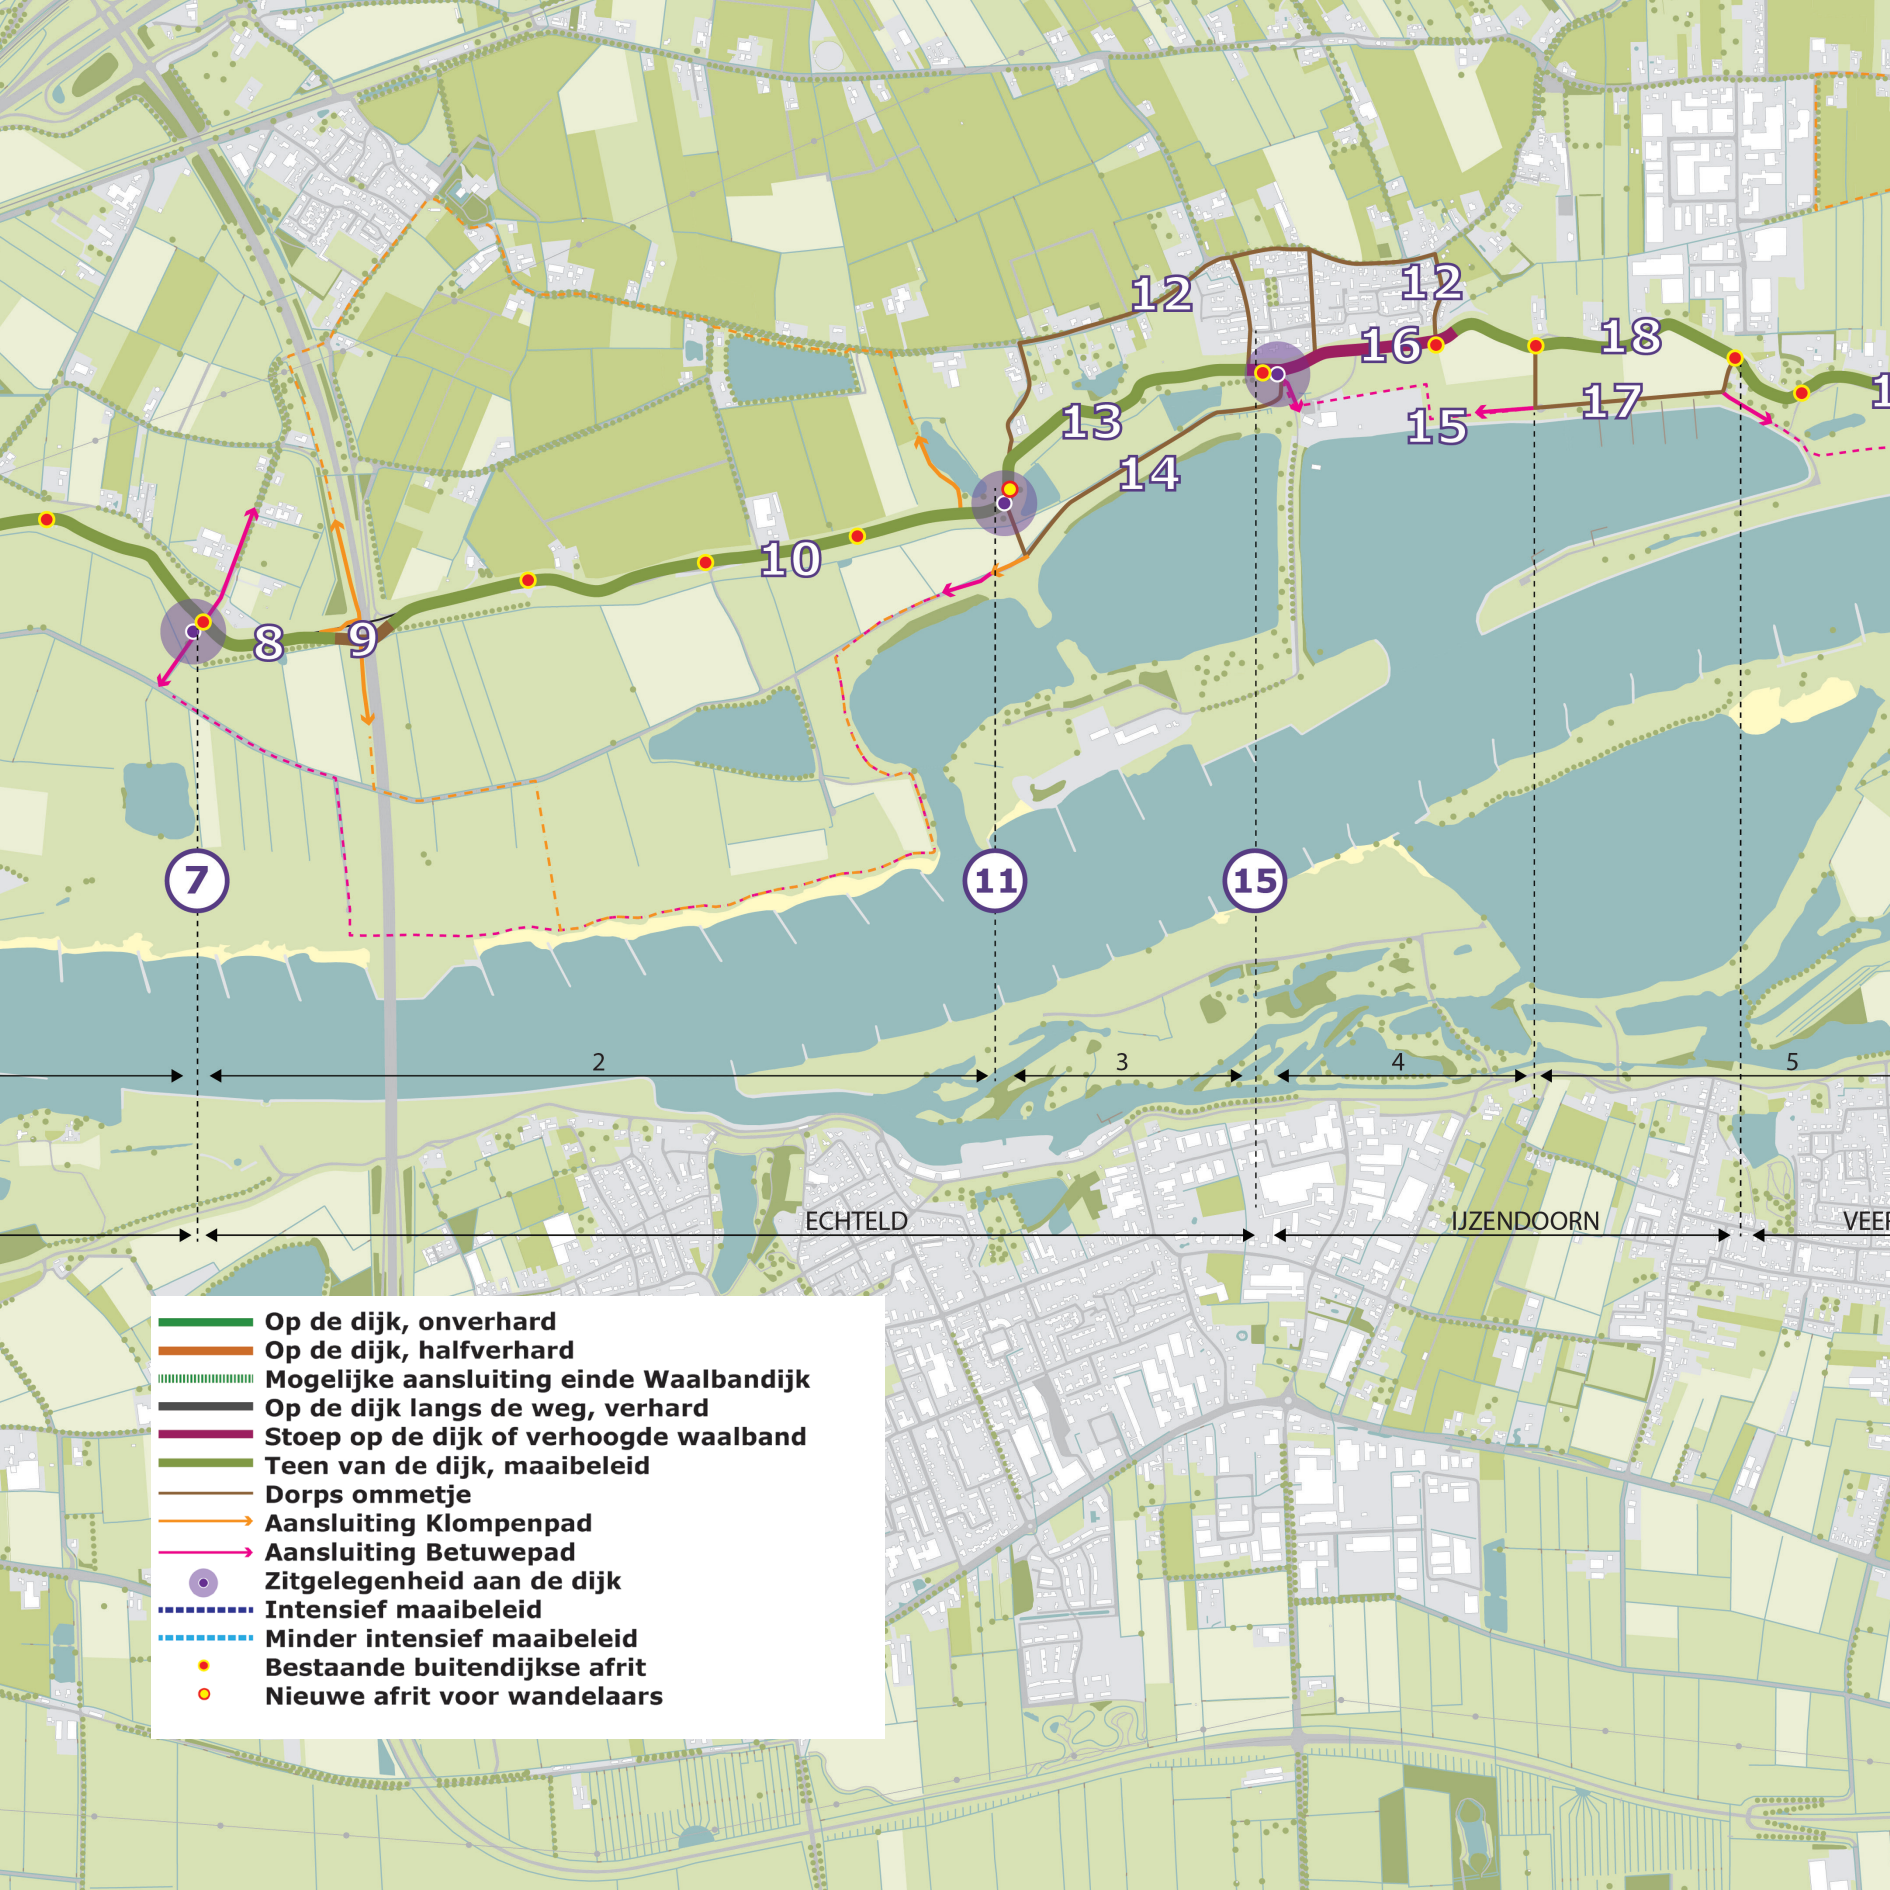 12
12
16
18
1
13
15
17
14
10
8
9
7
11
15
2
3
4
5
ECHTELD
IJZENDOORN
VEER
Op de dijk, onverhard
Op de dijk, halfverhard
Mogelijke aansluiting einde Waalbandijk
Op de dijk langs de weg, verhard
Stoep op de dijk of verhoogde waalband
Teen van de dijk, maaibeleid
Dorps ommetje
Aansluiting Klompenpad
Aansluiting Betuwepad
Zitgelegenheid aan de dijk
Intensief maaibeleid
Minder intensief maaibeleid
Bestaande buitendijkse afrit
Nieuwe afrit voor wandelaars